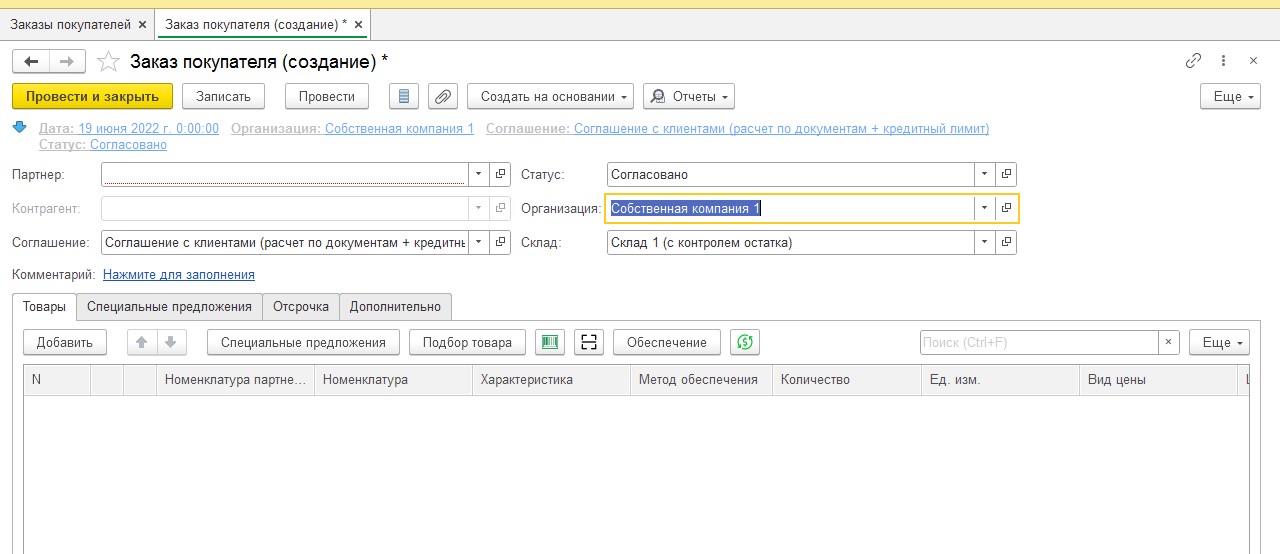 Заказы покупателей × Заказ покупателя (создание) * ×
Заказ покупателя (создание) *
Провести и закрыть Записать Провести Создать на основании Отчеты Еще
Дата: 19 июня 2022 г. 0:00:00 Организация: Собственная компания 1 Соглашение: Соглашение с клиентами (расчет по документам + кредитный лимит)
Статус: Согласовано
Партнер: Статус: Согласовано
Контрагент: Организация: Собственная компания 1
Соглашение: Соглашение с клиентами (расчет по документам + кредитнь Склад: Склад 1 (с контролем остатка)
Комментарий: Нажмите для заполнения
Товары Специальные предложения Отсрочка Дополнительно
Добавить Специальные предложения Подбор товара Обеспечение Поиск (Ctrl+F) × Еще
N Номенклатура партне... Номенклатура Характеристика Метод обеспечения Количество Ед. изм. Вид цены